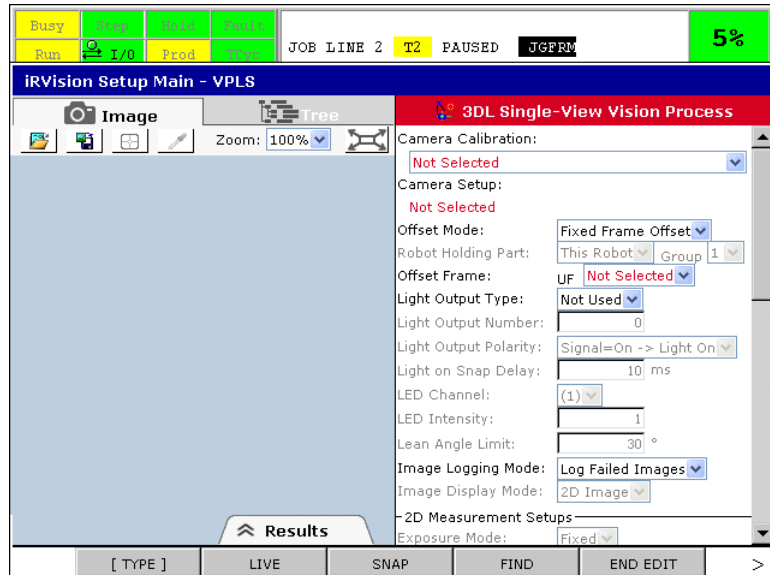 Busy Step Hold Fault
Run I/O Prod TCyc
JOB LINE 2 T2 PAUSED JGFRM
5%
iRVision Setup Main - VPLS
Image
Tree
Zoom: 100%
3DL Single-View Vision Process
Camera Calibration:
Not Selected
Camera Setup:
Not Selected
Offset Mode: Fixed Frame Offset
Robot Holding Part: This Robot Group 1
Offset Frame: UF Not Selected
Light Output Type: Not Used
Light Output Number: 0
Light Output Polarity: Signal=On -> Light On
Light on Snap Delay: 10 ms
LED Channel: (1)
LED Intensity: 1
Lean Angle Limit: 30 °
Image Logging Mode: Log Failed Images
Image Display Mode: 2D Image
2D Measurement Setups
Exposure Mode: Fixed
Results
[ TYPE ] LIVE SNAP FIND END EDIT >